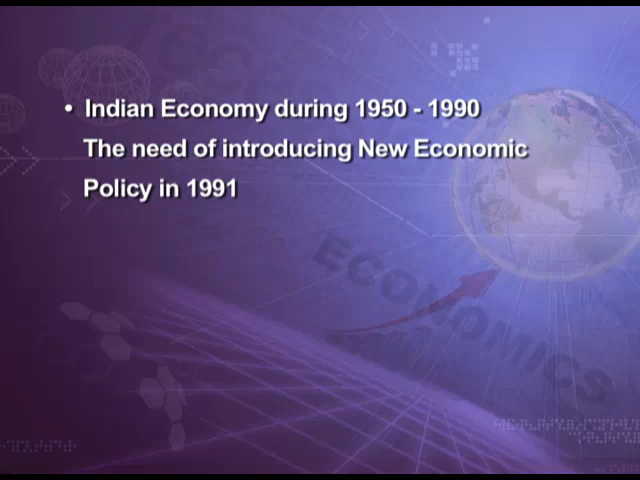 • Indian Economy during 1950 - 1990
The need of introducing New Economic
Policy in 1991
ECONOMICS